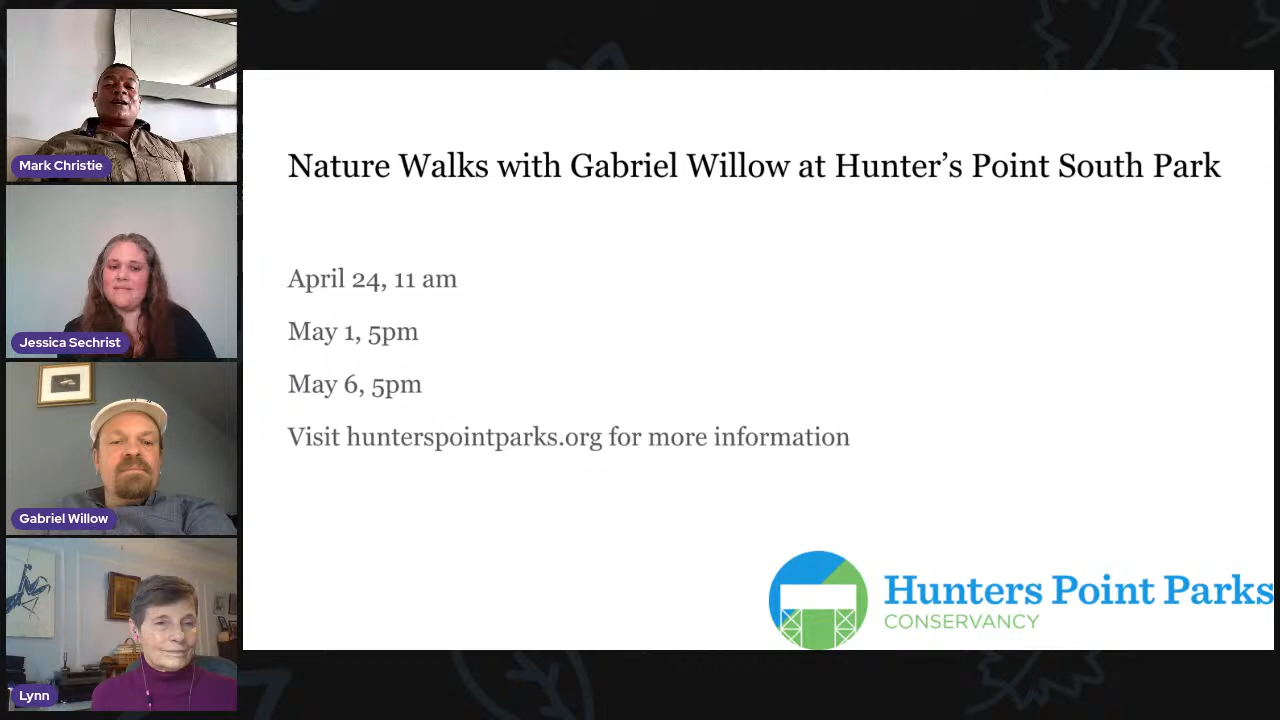 Mark Christie
Jessica Sechrist
Gabriel Willow
Lynn
Nature Walks with Gabriel Willow at Hunter’s Point South Park
April 24, 11 am
May 1, 5pm
May 6, 5pm
Visit hunterspointparks.org for more information
Hunters Point Parks
CONSERVANCY